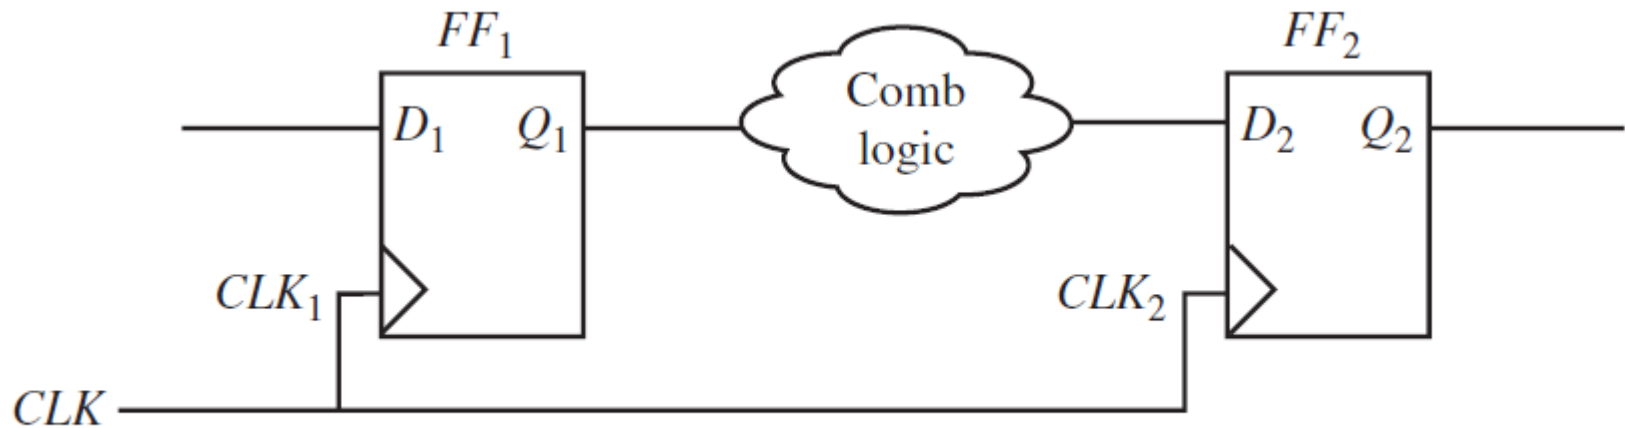 FF₁
FF₂
Comb
logic
D₁
Q₁
D₂
Q₂
CLK₁
CLK₂
CLK